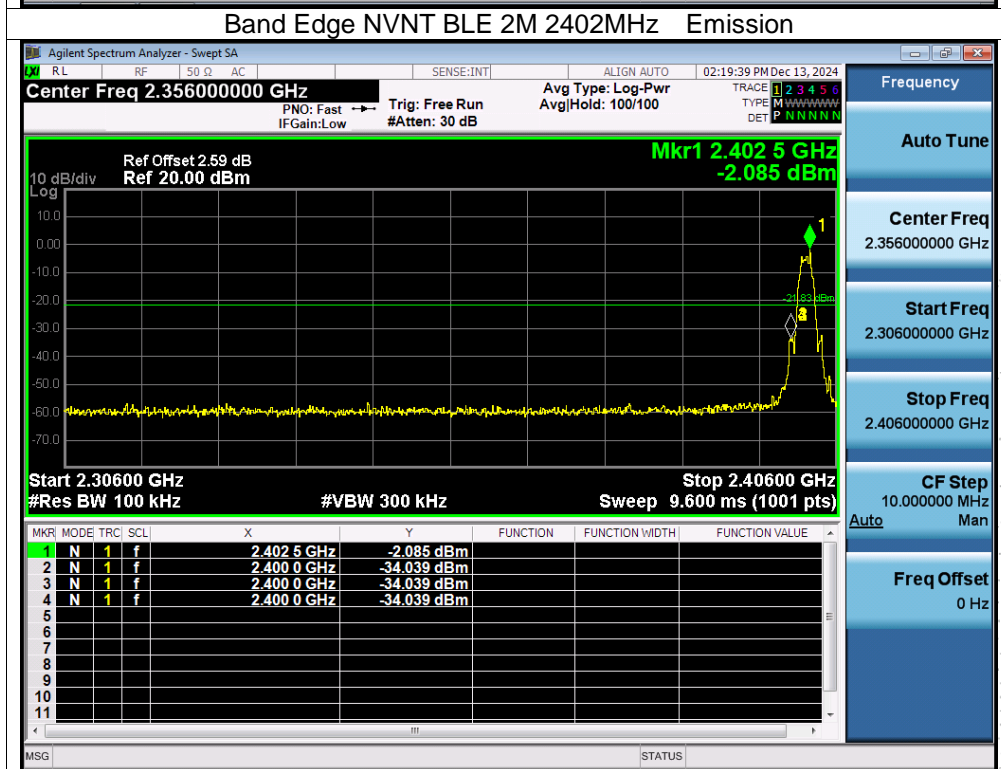 Band Edge NVNT BLE 2M 2402MHz Emission
Agilent Spectrum Analyzer - Swept SA
LXI RL RF 50 Ω AC SENSE:INT ALIGN AUTO 02:19:39 PM Dec 13, 2024
Center Freq 2.356000000 GHz
PNO: Fast
IFGain:Low
Trig: Free Run
#Atten: 30 dB
Avg Type: Log-Pwr
Avg|Hold: 100/100
TRACE 1 2 3 4 5 6
TYPE M WWWWW
DET P N N N N N
Mkr1 2.402 5 GHz
-2.085 dBm
Ref Offset 2.59 dB
Ref 20.00 dBm
10 dB/div
Log
10.0
0.00
-10.0
-20.0
-30.0
-40.0
-50.0
-60.0
-70.0
1
-21.83 dBm
Start 2.30600 GHz
Stop 2.40600 GHz
#Res BW 100 kHz
#VBW 300 kHz
Sweep 9.600 ms (1001 pts)
MKR MODE TRC SCL X Y FUNCTION FUNCTION WIDTH FUNCTION VALUE
1 N 1 f 2.402 5 GHz -2.085 dBm
2 N 1 f 2.400 0 GHz -34.039 dBm
3 N 1 f 2.400 0 GHz -34.039 dBm
4 N 1 f 2.400 0 GHz -34.039 dBm
5
6
7
8
9
10
11
MSG
STATUS
Frequency
Auto Tune
Center Freq
2.356000000 GHz
Start Freq
2.306000000 GHz
Stop Freq
2.406000000 GHz
CF Step
10.000000 MHz
Auto Man
Freq Offset
0 Hz